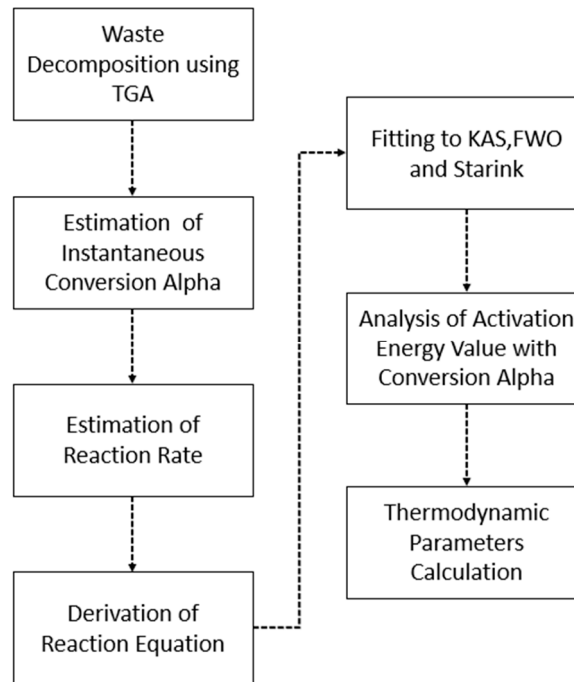 Waste
Decomposition using
TGA
Estimation of
Instantaneous
Conversion Alpha
Estimation of
Reaction Rate
Derivation of
Reaction Equation
Fitting to KAS,FWO
and Starink
Analysis of Activation
Energy Value with
Conversion Alpha
Thermodynamic
Parameters
Calculation